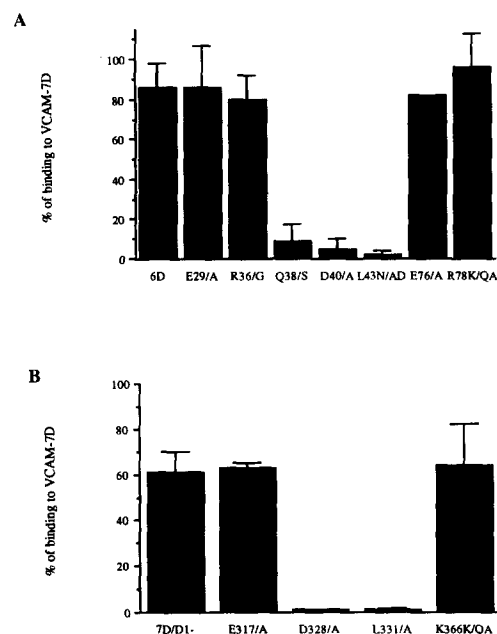 A
% of binding to VCAM-7D
100
80
60
40
20
0
6D E29/A R36/G Q38/S D40/A L43N/AD E76/A R78K/QA
B
% of binding to VCAM-7D
100
80
60
40
20
0
7D/D1- E317/A D328/A L331/A K366K/QA